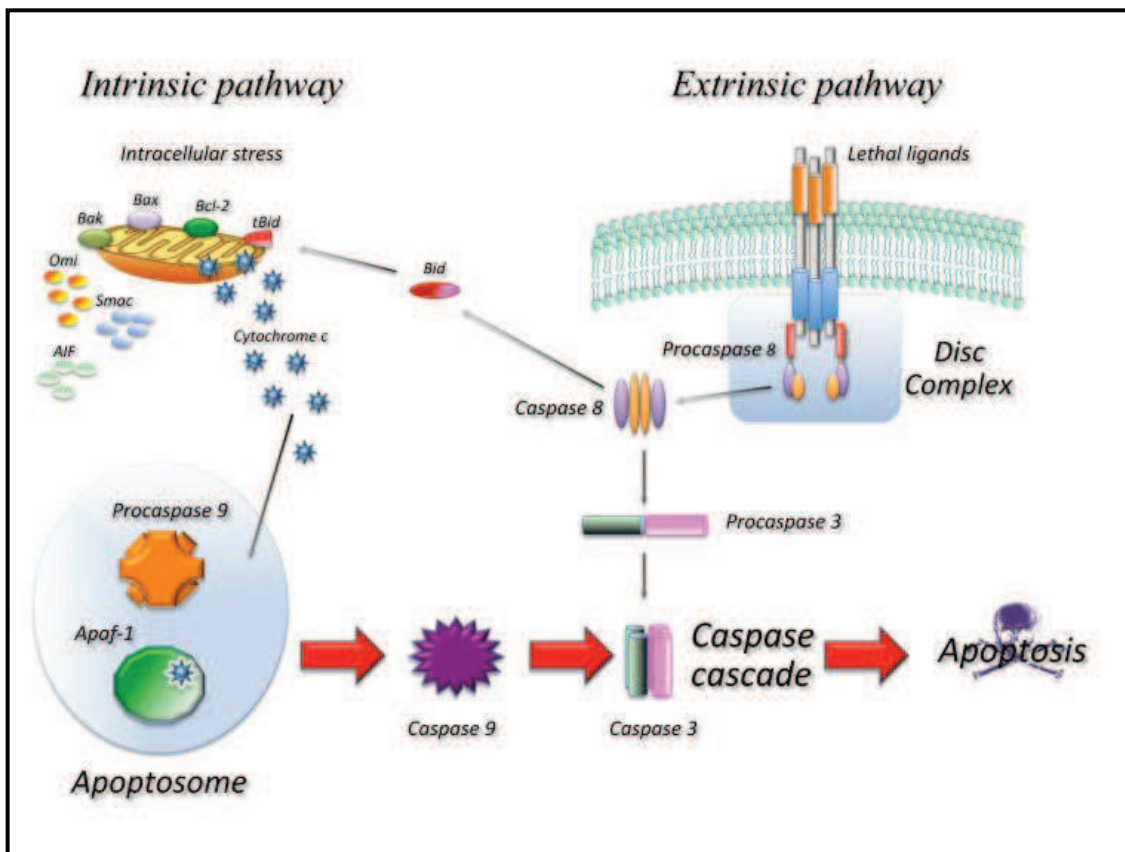 Intrinsic pathway
Extrinsic pathway
Intracellular stress
Lethal ligands
Bax
Bcl-2
Bak
tBid
Omi
Bid
Smac
Cytochrome c
AIF
Procaspase 8
Disc
Complex
Caspase 8
Procaspase 9
Procaspase 3
Apaf-1
Caspase
cascade
Apoptosis
Caspase 9
Caspase 3
Apoptosome